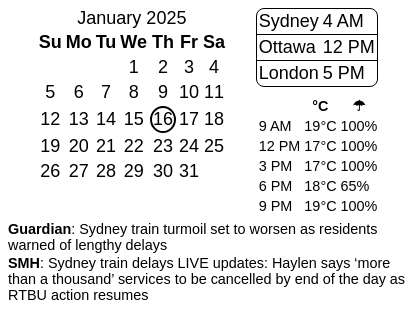 January 2025
Su Mo Tu We Th Fr Sa
1 2 3 4
5 6 7 8 9 10 11
12 13 14 15 16 17 18
19 20 21 22 23 24 25
26 27 28 29 30 31
Sydney 4 AM
Ottawa 12 PM
London 5 PM
°C ☂
9 AM 19°C 100%
12 PM 17°C 100%
3 PM 17°C 100%
6 PM 18°C 65%
9 PM 19°C 100%
Guardian: Sydney train turmoil set to worsen as residents
warned of lengthy delays
SMH: Sydney train delays LIVE updates: Haylen says ‘more
than a thousand’ services to be cancelled by end of the day as
RTBU action resumes